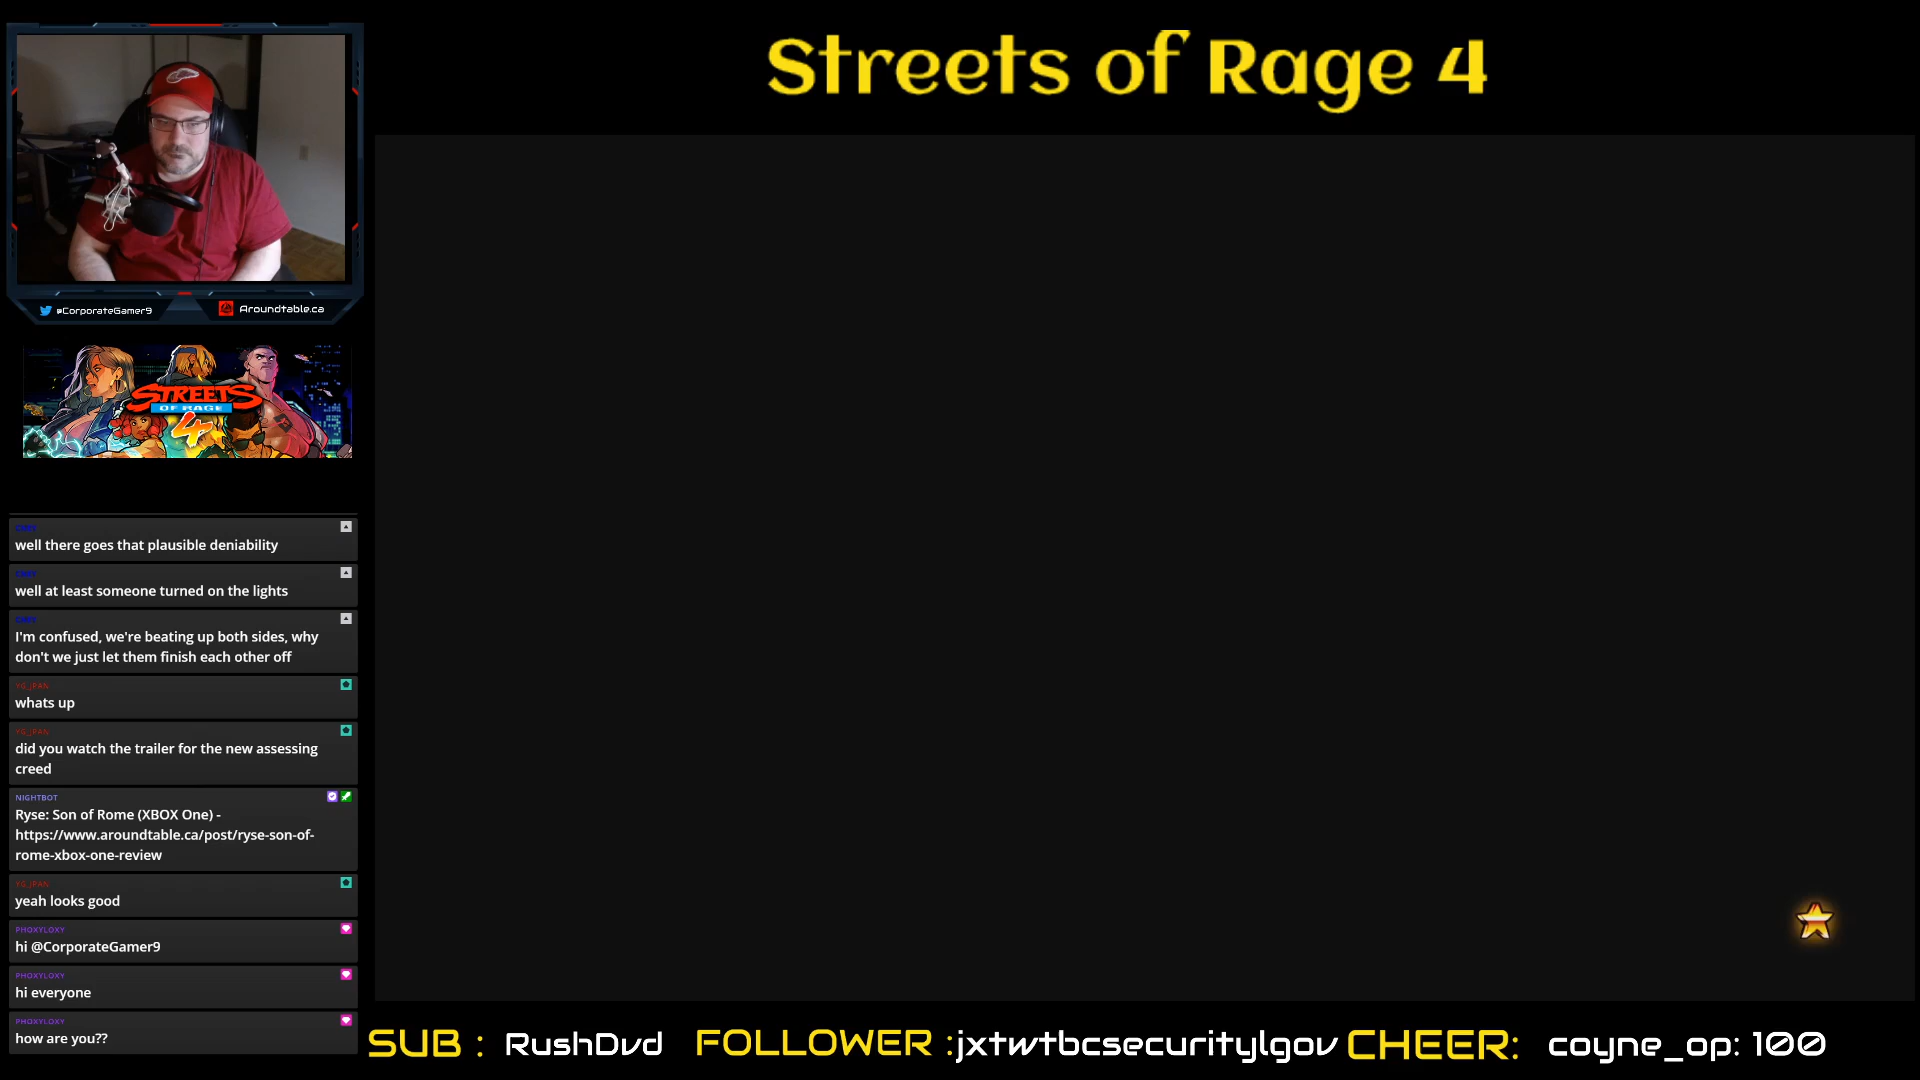 Streets of Rage 4
@CorporateGamer9
Aroundtable.ca
STREETS
OF RAGE
4
well there goes that plausible deniability
well at least someone turned on the lights
I'm confused, we're beating up both sides, why
don't we just let them finish each other off
YG_JPAN
whats up
YG_JPAN
did you watch the trailer for the new assessing
creed
NIGHTBOT
Ryse: Son of Rome (XBOX One) -
https://www.aroundtable.ca/post/ryse-son-of-
rome-xbox-one-review
YG_JPAN
yeah looks good
PHOXYLOXY
hi @CorporateGamer9
PHOXYLOXY
hi everyone
PHOXYLOXY
how are you??
SUB : RushDvd FOLLOWER :jxtwtbcsecuritylgov CHEER: coyne_op: 100